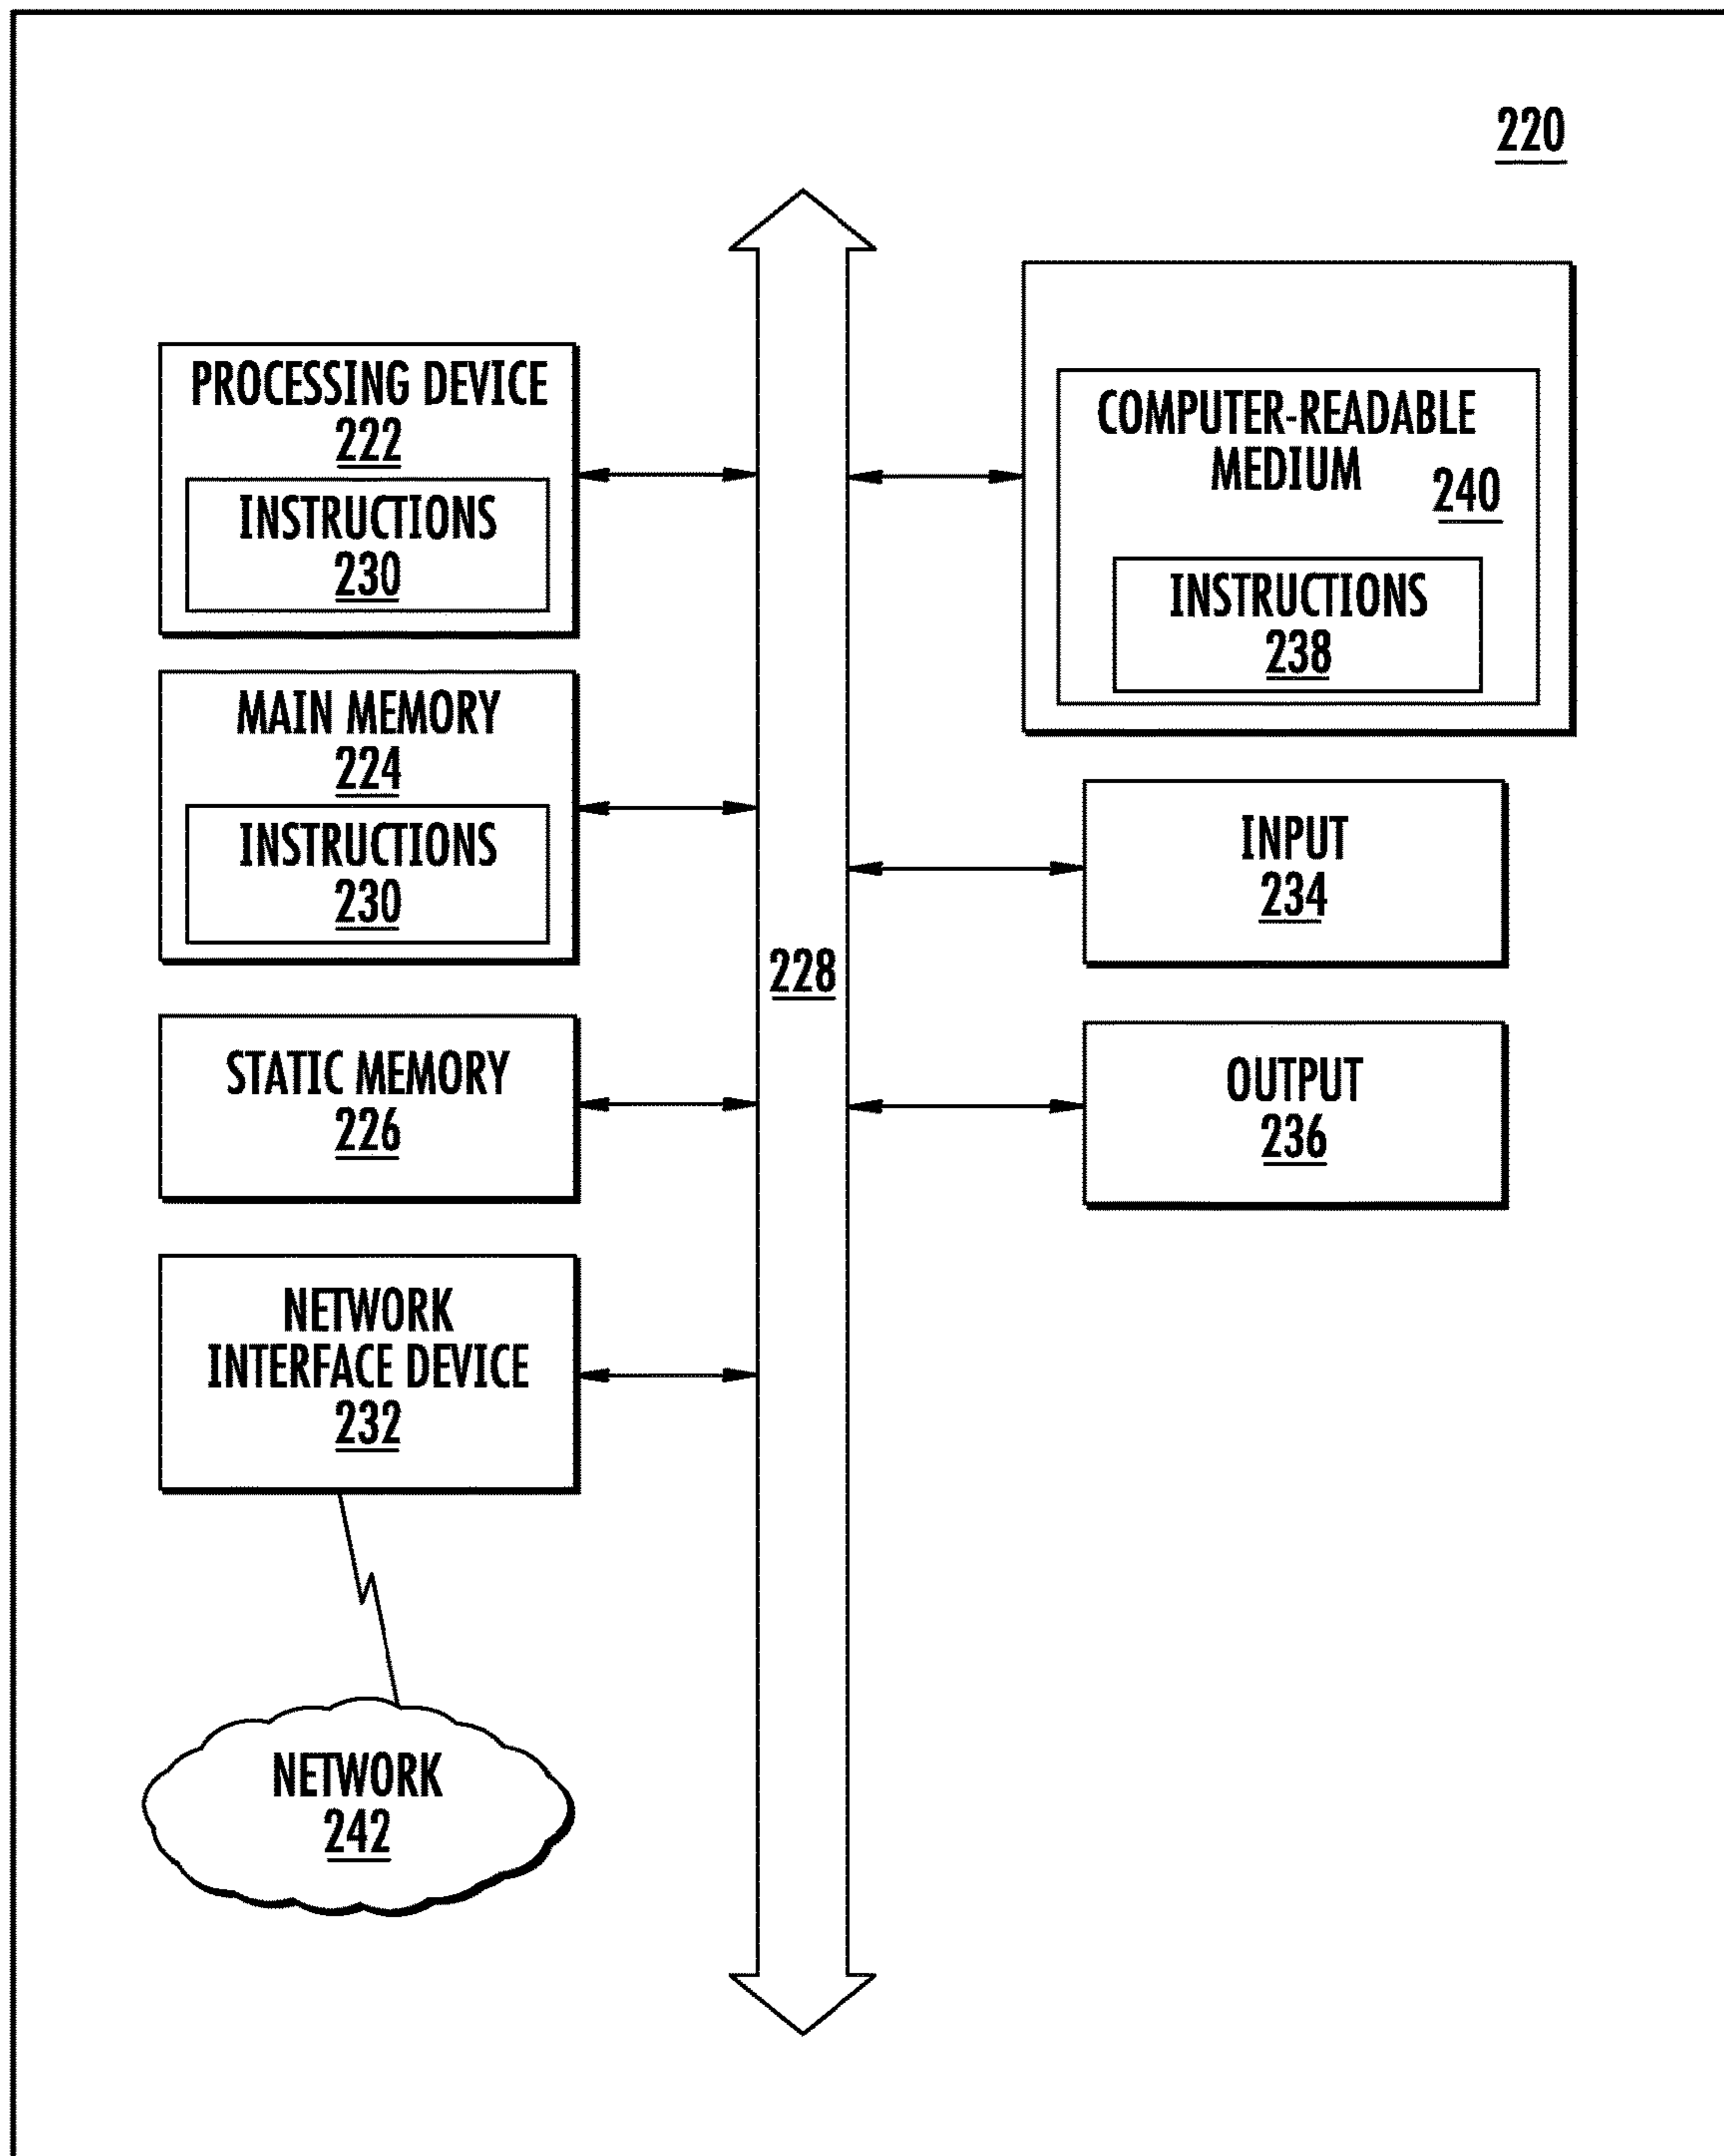 220
PROCESSING DEVICE
222
INSTRUCTIONS
230
MAIN MEMORY
224
INSTRUCTIONS
230
STATIC MEMORY
226
NETWORK
INTERFACE DEVICE
232
NETWORK
242
228
COMPUTER-READABLE
MEDIUM
240
INSTRUCTIONS
238
INPUT
234
OUTPUT
236